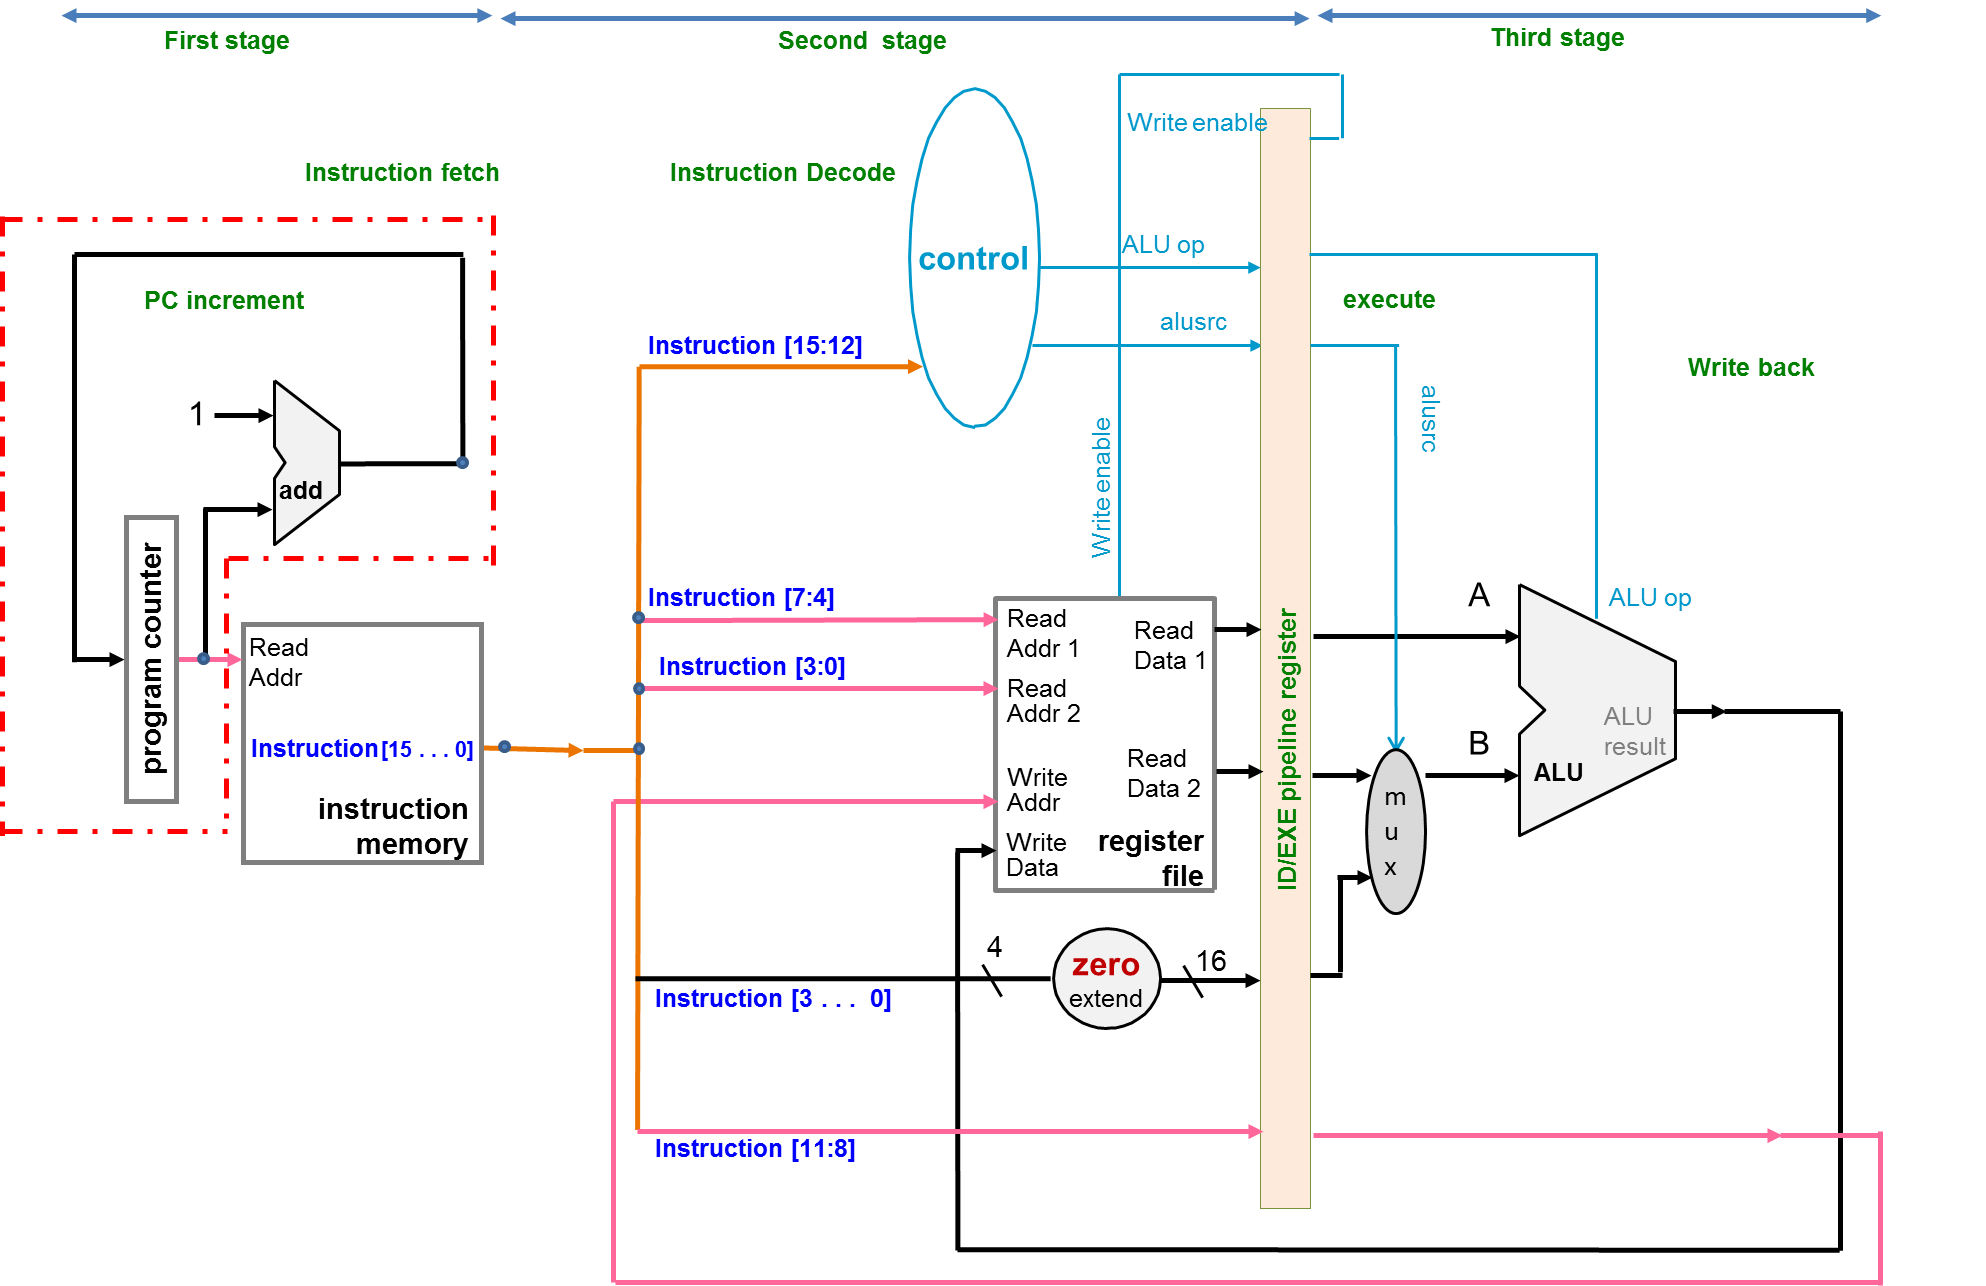 First stage
Second stage
Third stage
Write enable
Instruction fetch
Instruction Decode
ALU op
control
PC increment
execute
alusrc
Instruction [15:12]
Write back
alusrc
1
Write enable
add
program counter
Instruction [7:4]
A
ALU op
Read
Addr 1
Read
Data 1
Read
Addr
Instruction [3:0]
Read
Addr 2
ID/EXE pipeline register
ALU
result
Instruction[15 . . . 0]
B
ALU
Read
Data 2
Write
Addr
m
u
x
instruction
memory
Write
Data
register
file
4
zero
extend
16
Instruction [3 . . . 0]
Instruction [11:8]